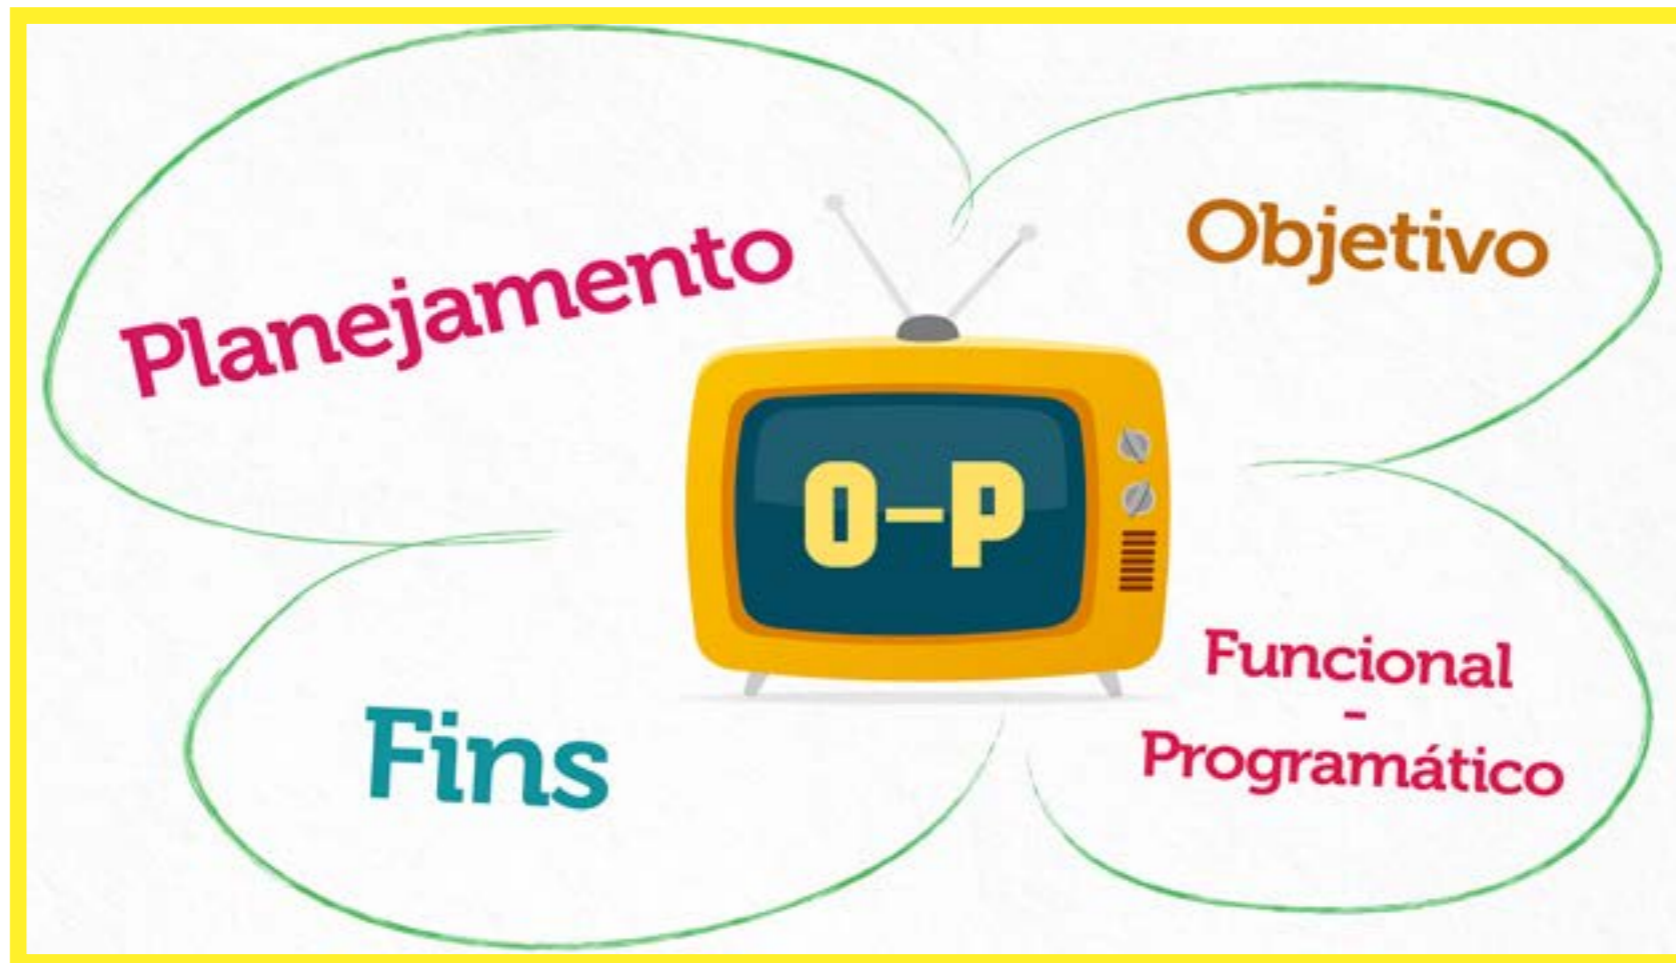 Planejamento
Objetivo
O-P
Fins
Funcional
-
Programático